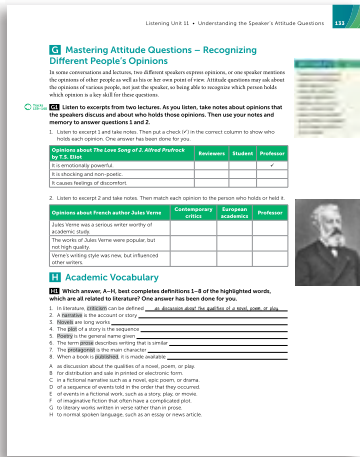 Listening Unit 11 • Understanding the Speaker's Attitude Questions
133
G Mastering Attitude Questions – Recognizing
Different People's Opinions
In some conversations and lectures, two different speakers express opinions, or one speaker mentions
the opinions of other people as well as his or her own point of view. Attitude questions may ask about
the opinions of various people, not just the speaker, so being able to recognize which person holds
which opinion is a key skill for these questions.
G1 Listen to excerpts from two lectures. As you listen, take notes about opinions that
the speakers discuss and about who holds those opinions. Then use your notes and
memory to answer questions 1 and 2.
1. Listen to excerpt 1 and take notes. Then put a check (✓) in the correct column to show who
holds each opinion. One answer has been done for you.
Opinions about The Love Song of J. Alfred Prufrock
by T.S. Eliot
Reviewers Student Professor
It is emotionally powerful. ✓
It is shocking and non-poetic.
It causes feelings of discomfort.
2. Listen to excerpt 2 and take notes. Then match each opinion to the person who holds or held it.
Opinions about French author Jules Verne
Contemporary critics
European academics
Professor
Jules Verne was a serious writer worthy of
academic study.
The works of Jules Verne were popular, but
not high quality.
Verne's writing style was new, but influenced
other writers.
H Academic Vocabulary
H1 Which answer, A–H, best completes definitions 1–8 of the highlighted words,
which are all related to literature? One answer has been done for you.
1. In literature, criticism can be defined as discussion about the qualities of a novel, poem, or play.
2. A narrative is the account or story
3. Novels are long works
4. The plot of a story is the sequence
5. Poetry is the general name given
6. The term prose describes writing that is similar
7. The protagonist is the main character
8. When a book is published, it is made available
A as discussion about the qualities of a novel, poem, or play.
B for distribution and sale in printed or electronic form.
C in a fictional narrative such as a novel, epic poem, or drama.
D of a sequence of events told in the order that they occurred.
E of events in a fictional work, such as a story, play, or movie.
F of imaginative fiction that often have a complicated plot.
G to literary works written in verse rather than in prose.
H to normal spoken language, such as an essay or news article.